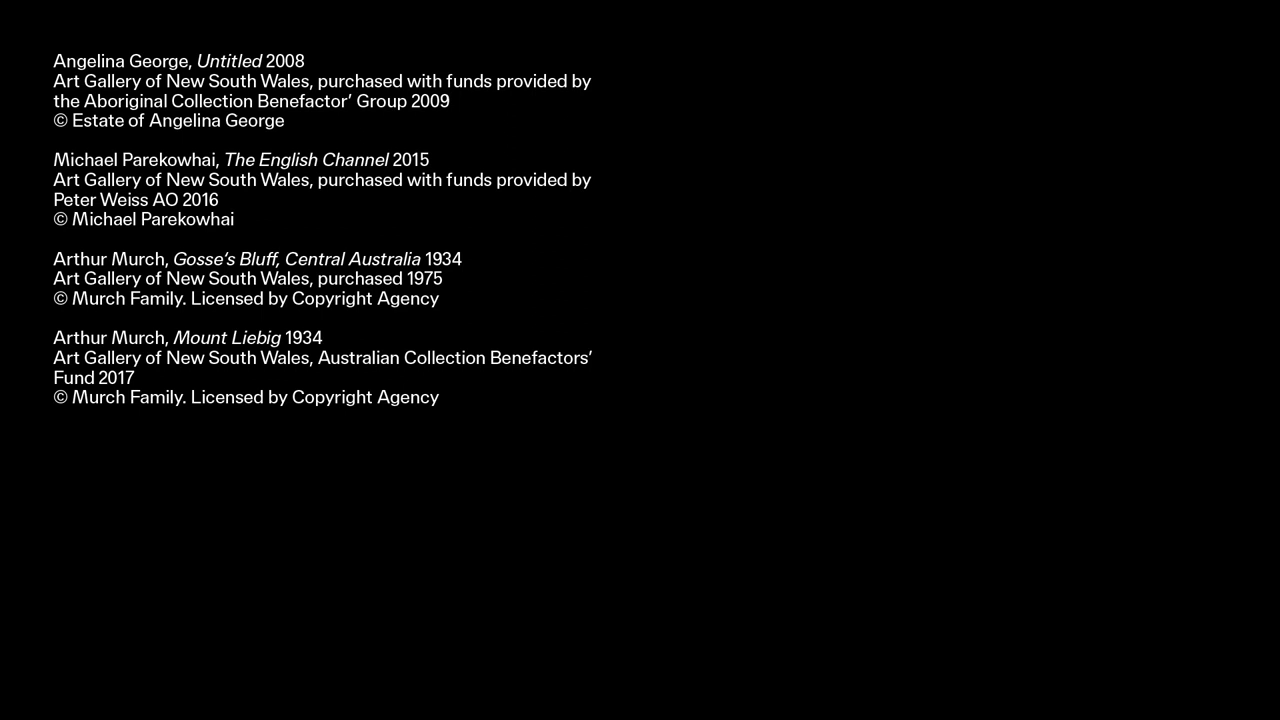 Angelina George, Untitled 2008
Art Gallery of New South Wales, purchased with funds provided by
the Aboriginal Collection Benefactor’ Group 2009
© Estate of Angelina George
Michael Parekowhai, The English Channel 2015
Art Gallery of New South Wales, purchased with funds provided by
Peter Weiss AO 2016
© Michael Parekowhai
Arthur Murch, Gosse’s Bluff, Central Australia 1934
Art Gallery of New South Wales, purchased 1975
© Murch Family. Licensed by Copyright Agency
Arthur Murch, Mount Liebig 1934
Art Gallery of New South Wales, Australian Collection Benefactors’
Fund 2017
© Murch Family. Licensed by Copyright Agency